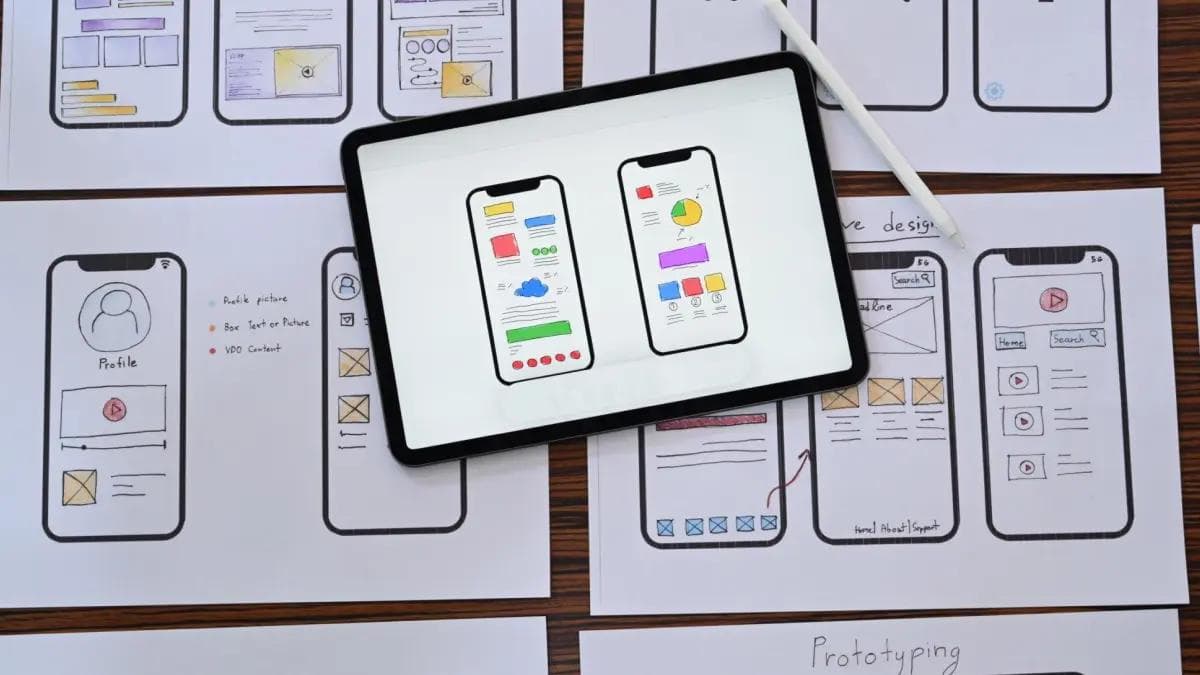 Profile
Profile picture
Box Text or Picture
VDO Content
ve design
5G
Search
adline
Home| About|Support
5G
Home
Search
1
2
3
Prototyping